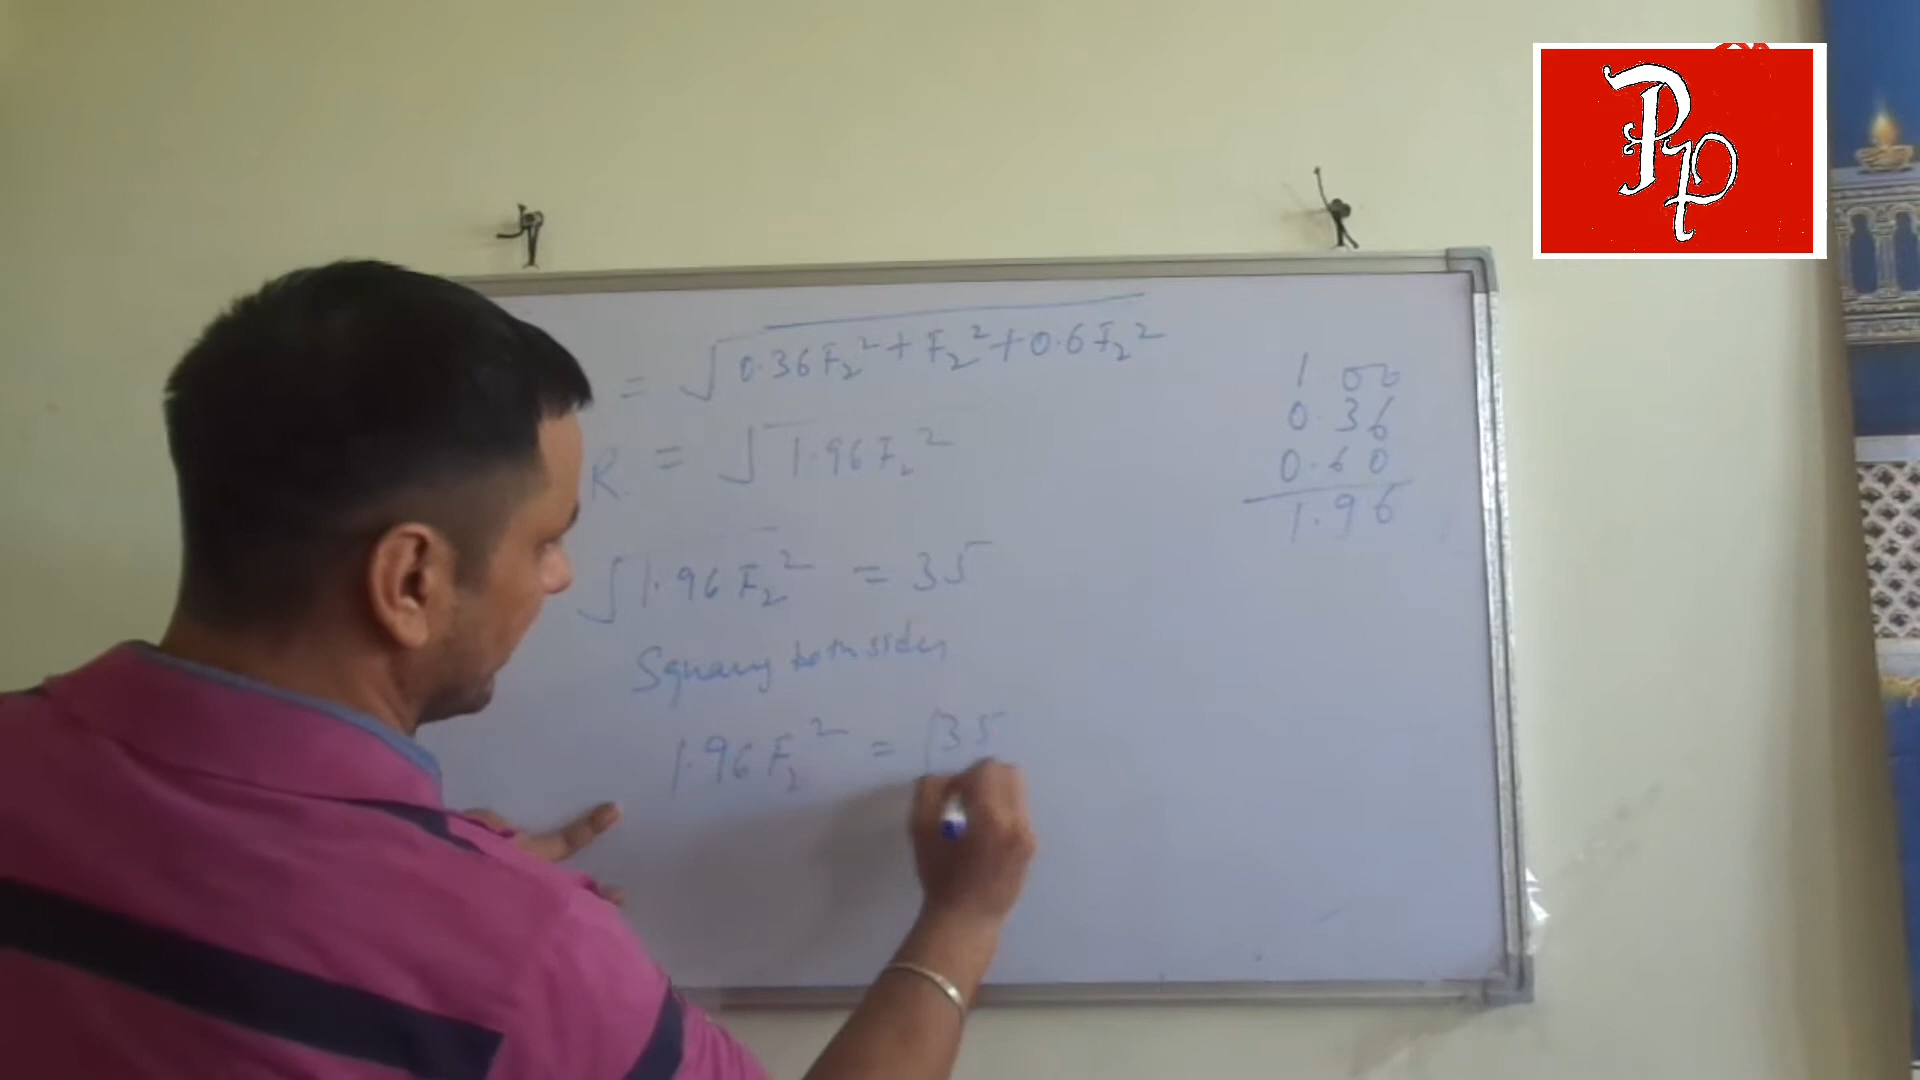 = √0.36F₂² + F₂² + 0.6F₂²
R = √1.96F₂²
√1.96F₂² = 35
Squaring both sides
1.96F₂² = (35
1.00
0.36
0.60
1.96
Pp